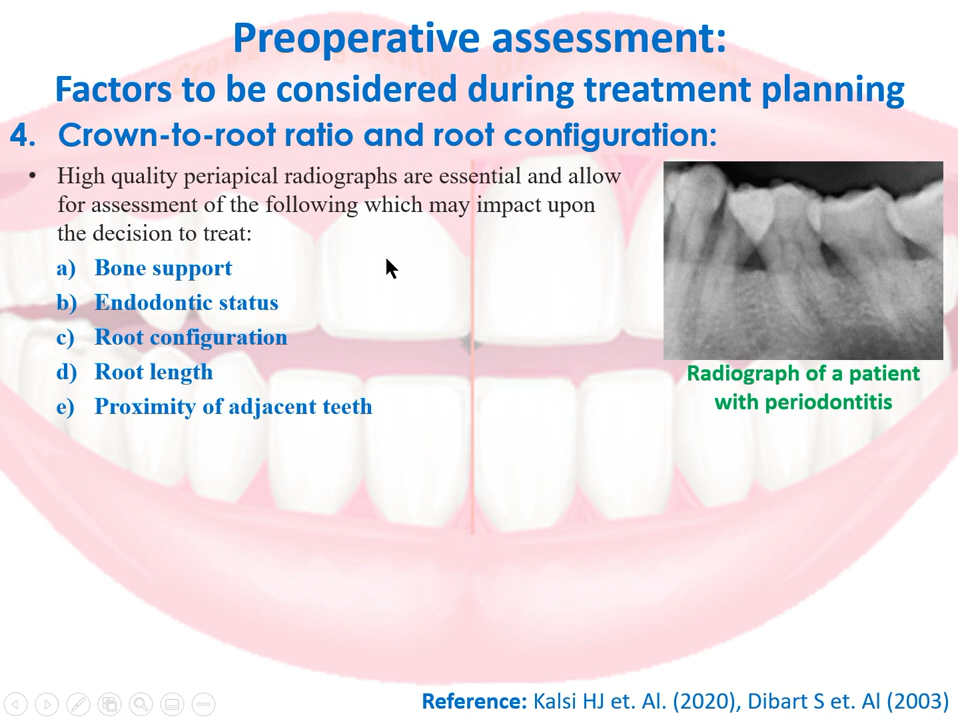 Preoperative assessment:
Factors to be considered during treatment planning
4. Crown-to-root ratio and root configuration:
• High quality periapical radiographs are essential and allow
for assessment of the following which may impact upon
the decision to treat:
a) Bone support
b) Endodontic status
c) Root configuration
d) Root length
e) Proximity of adjacent teeth
Radiograph of a patient
with periodontitis
Reference: Kalsi HJ et. Al. (2020), Dibart S et. Al (2003)